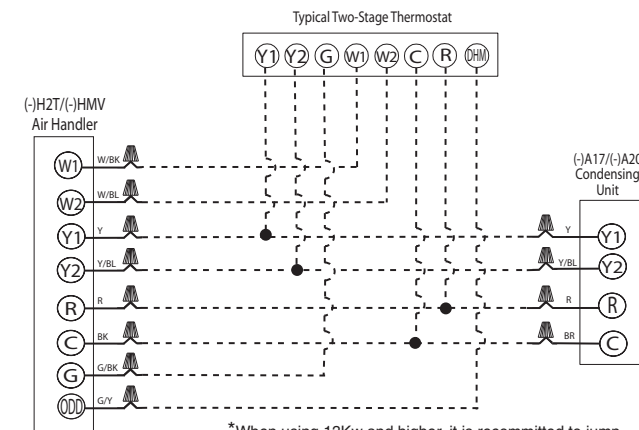 Typical Two-Stage Thermostat
Y1 Y2 G W1 W2 C R DHM
(-)H2T/(-)HMV
Air Handler
(-)A17/(-)A20
Condensing
Unit
W1 W/BK
W2 W/BL
Y1 Y Y Y1
Y2 Y/BL Y/BL Y2
R R R R
C BK BR C
G G/BK
ODD G/Y
*When using 12Kw and higher, it is recommitted to jump